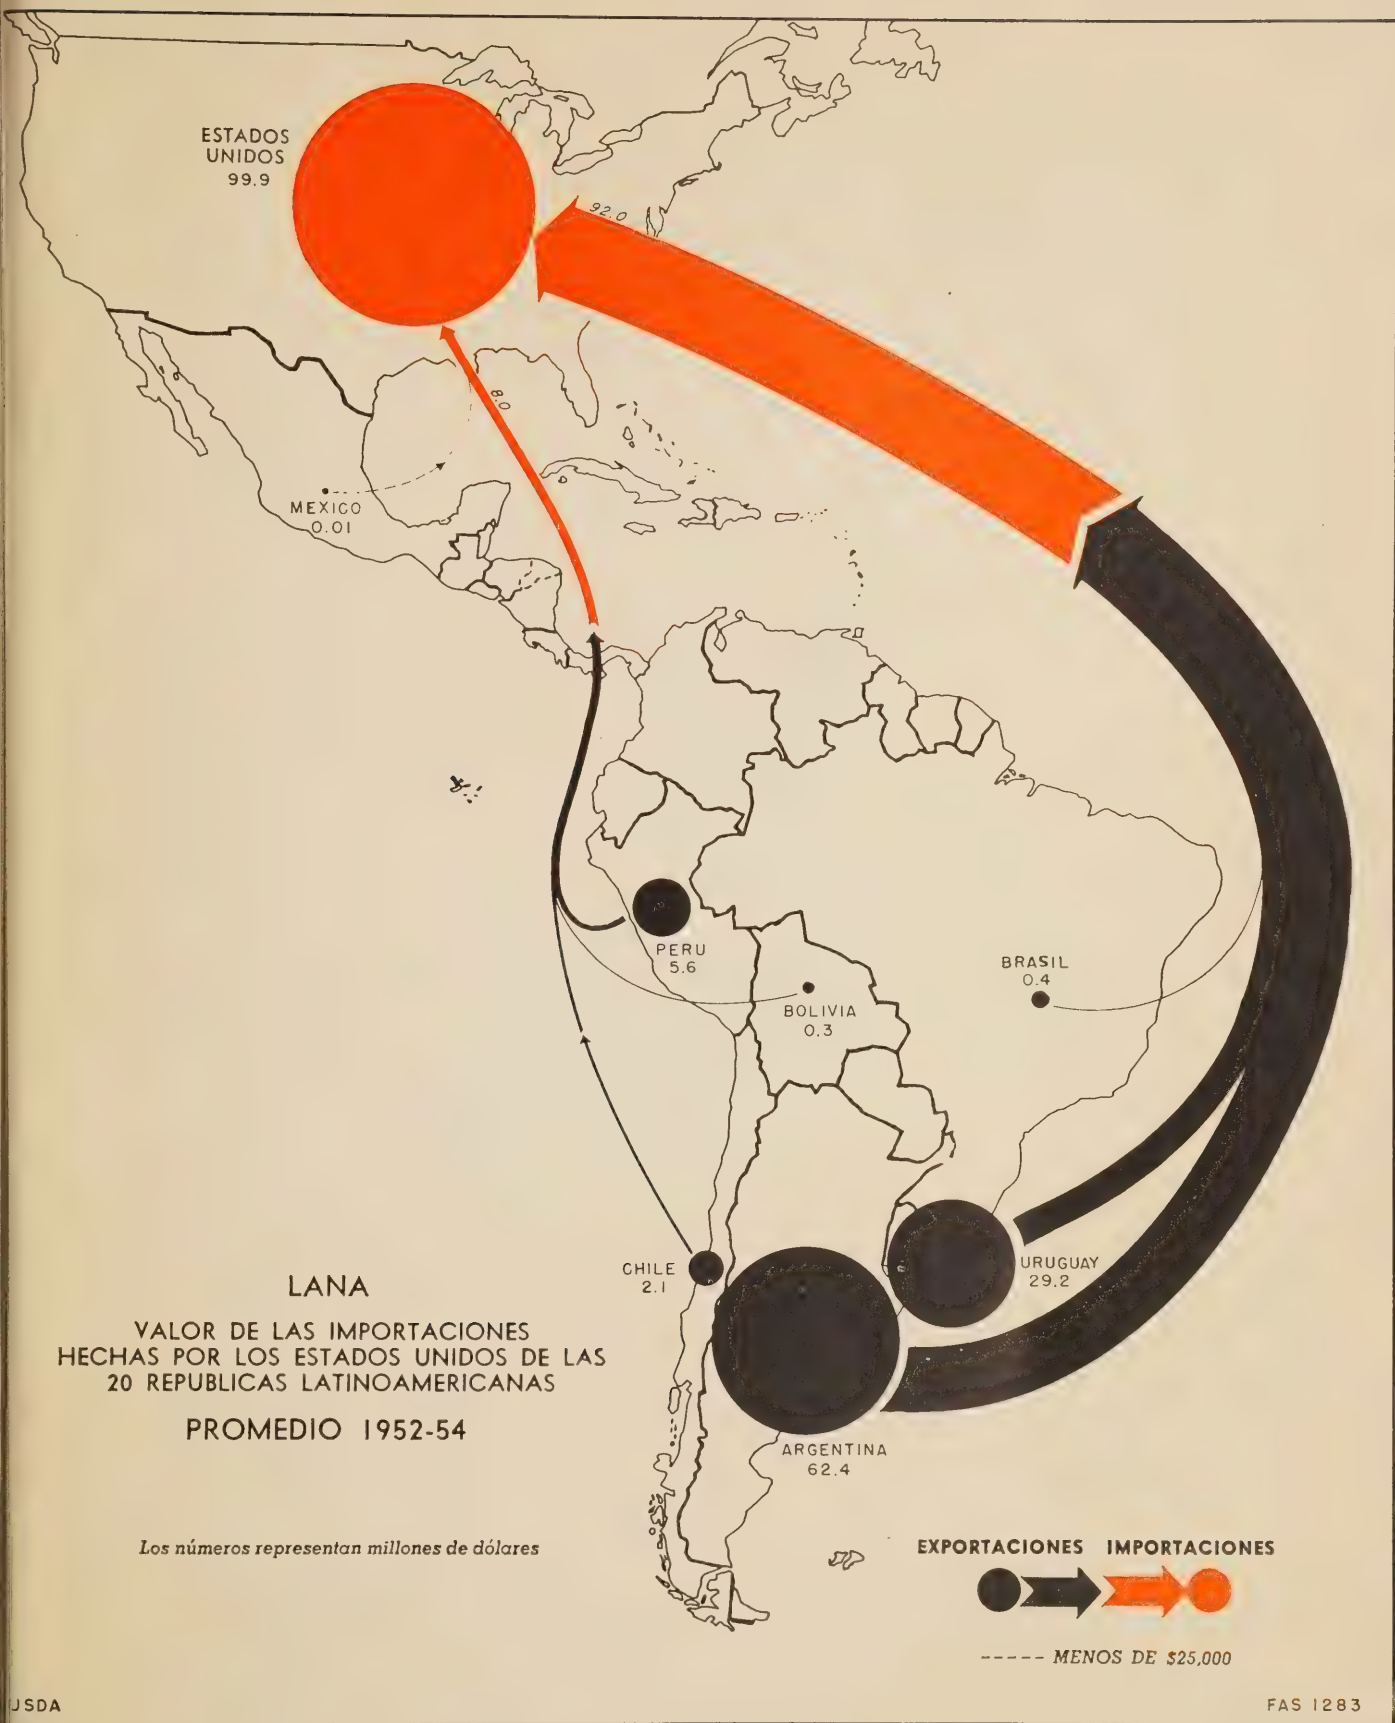 ESTADOS
UNIDOS
99.9
92.0
8.0
MEXICO
0.01
PERU
5.6
BOLIVIA
0.3
BRASIL
0.4
CHILE
2.1
URUGUAY
29.2
ARGENTINA
62.4
LANA
VALOR DE LAS IMPORTACIONES
HECHAS POR LOS ESTADOS UNIDOS DE LAS
20 REPUBLICAS LATINOAMERICANAS
PROMEDIO 1952-54
Los números representan millones de dólares
EXPORTACIONES IMPORTACIONES
----- MENOS DE $25,000
USDA
FAS 1283